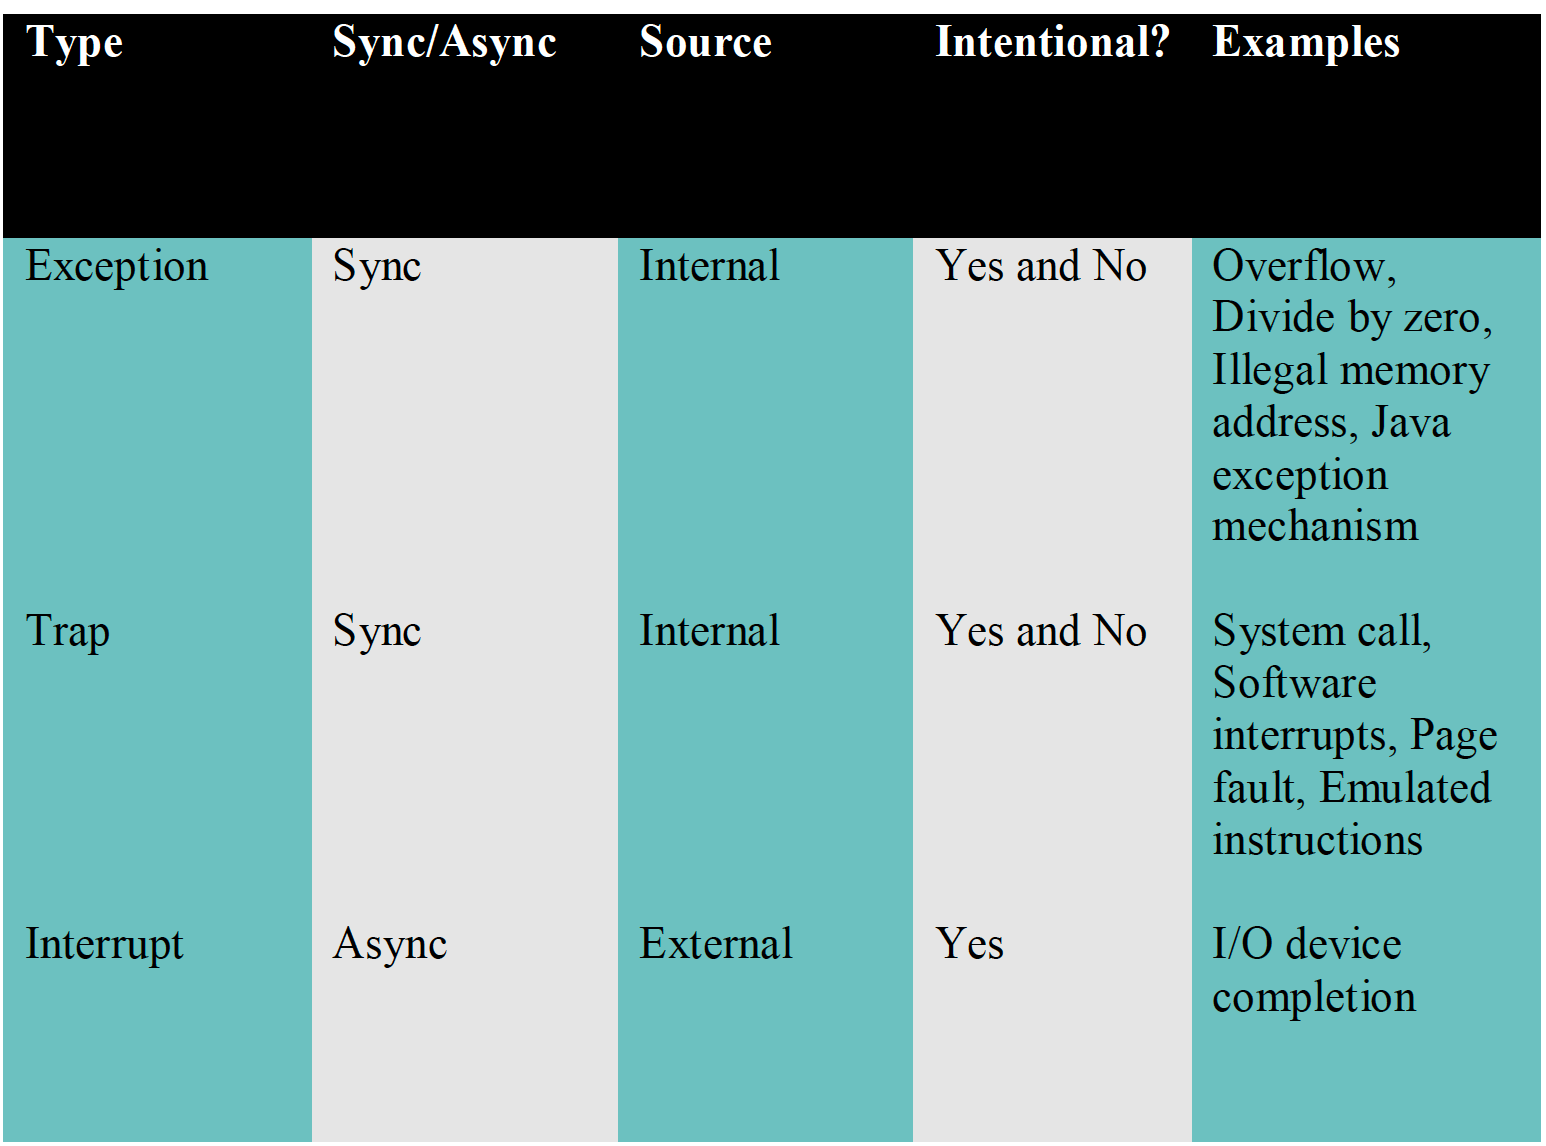 Type Sync/Async Source Intentional? Examples
Exception Sync Internal Yes and No Overflow,
Divide by zero,
Illegal memory
address, Java
exception
mechanism
Trap Sync Internal Yes and No System call,
Software
interrupts, Page
fault, Emulated
instructions
Interrupt Async External Yes I/O device
completion